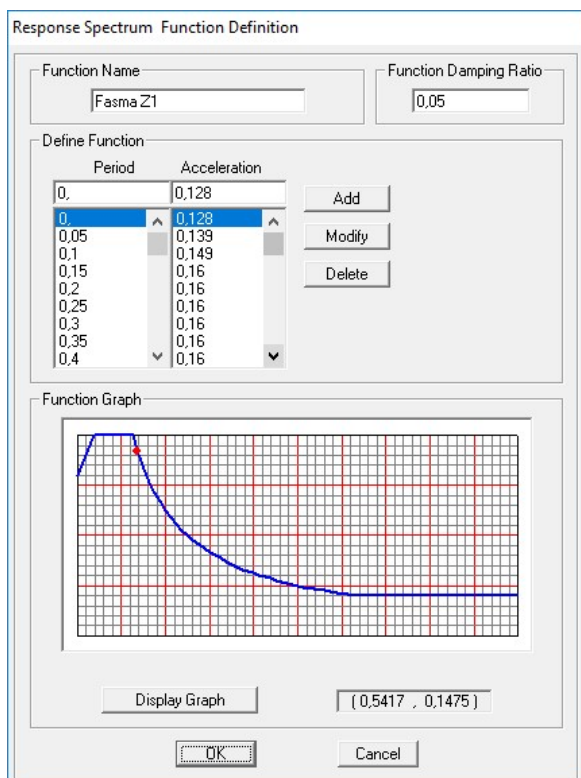 Response Spectrum Function Definition
Function Name
Function Damping Ratio
Fasma Z1
0,05
Define Function
Period Acceleration
0, 0,128
Add
0, 0,128
0,05 0,139
Modify
0,1 0,149
0,15 0,16
Delete
0,2 0,16
0,25 0,16
0,3 0,16
0,35 0,16
0,4 0,16
Function Graph
Display Graph
( 0,5417 , 0,1475 )
OK
Cancel